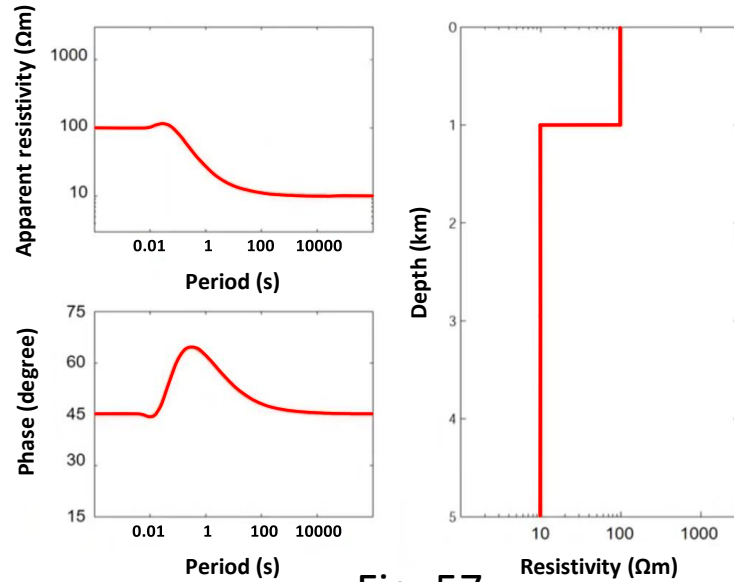 Apparent resistivity (Ωm)
1000
100
10
0.01 1 100 10000
Period (s)
Phase (degree)
75
60
45
30
15
0.01 1 100 10000
Period (s)
Depth (km)
0
1
2
3
4
5
10 100 1000
Resistivity (Ωm)